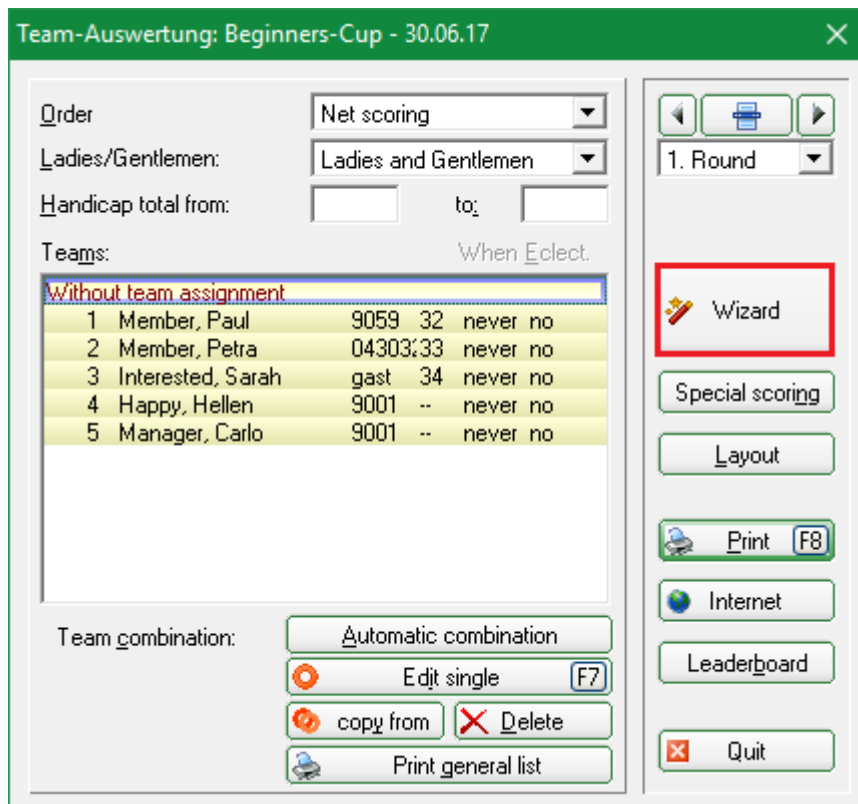 Team-Auswertung: Beginners-Cup - 30.06.17
Order Net scoring
Ladies/Gentlemen: Ladies and Gentlemen
Handicap total from: to:
Teams: When Eclect.
Without team assignment
1 Member, Paul 9059 32 never no
2 Member, Petra 04303 33 never no
3 Interested, Sarah gast 34 never no
4 Happy, Hellen 9001 -- never no
5 Manager, Carlo 9001 -- never no
Team combination: Automatic combination
Edit single F7
copy from Delete
Print general list
1. Round
Wizard
Special scoring
Layout
Print F8
Internet
Leaderboard
Quit